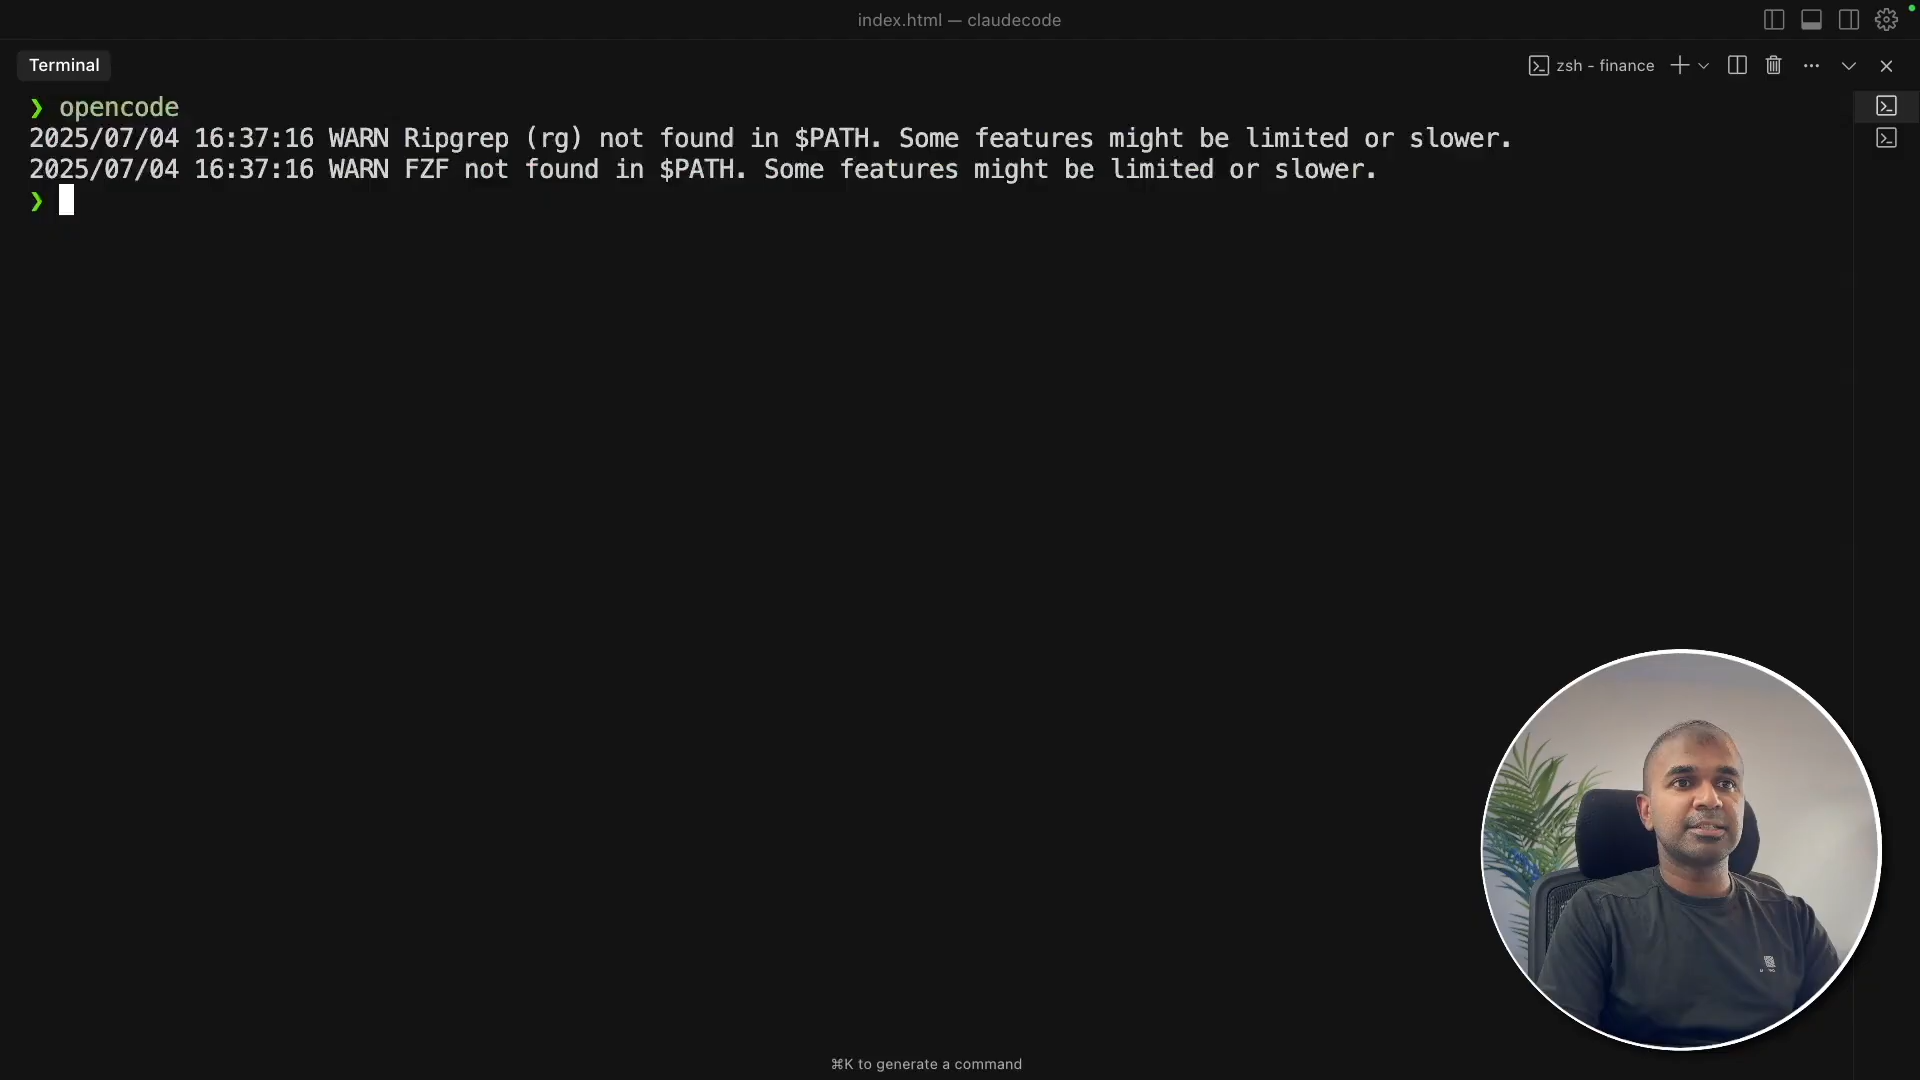 index.html — claudecode
Terminal
zsh - finance
❯ opencode
2025/07/04 16:37:16 WARN Ripgrep (rg) not found in $PATH. Some features might be limited or slower.
2025/07/04 16:37:16 WARN FZF not found in $PATH. Some features might be limited or slower.
❯
⌘K to generate a command